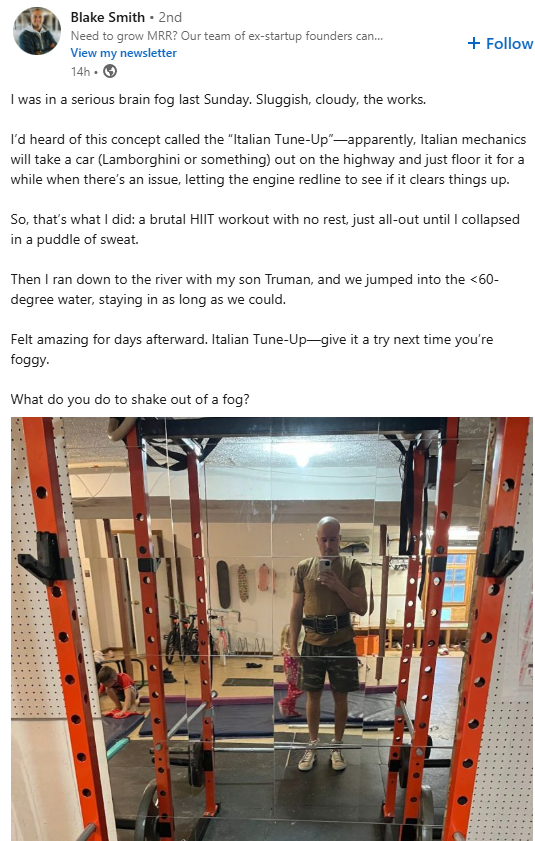 Blake Smith • 2nd
Need to grow MRR? Our team of ex-startup founders can...
View my newsletter
14h •
+ Follow
I was in a serious brain fog last Sunday. Sluggish, cloudy, the works.
I’d heard of this concept called the “Italian Tune-Up”—apparently, Italian mechanics
will take a car (Lamborghini or something) out on the highway and just floor it for a
while when there’s an issue, letting the engine redline to see if it clears things up.
So, that’s what I did: a brutal HIIT workout with no rest, just all-out until I collapsed
in a puddle of sweat.
Then I ran down to the river with my son Truman, and we jumped into the <60-
degree water, staying in as long as we could.
Felt amazing for days afterward. Italian Tune-Up—give it a try next time you’re
foggy.
What do you do to shake out of a fog?